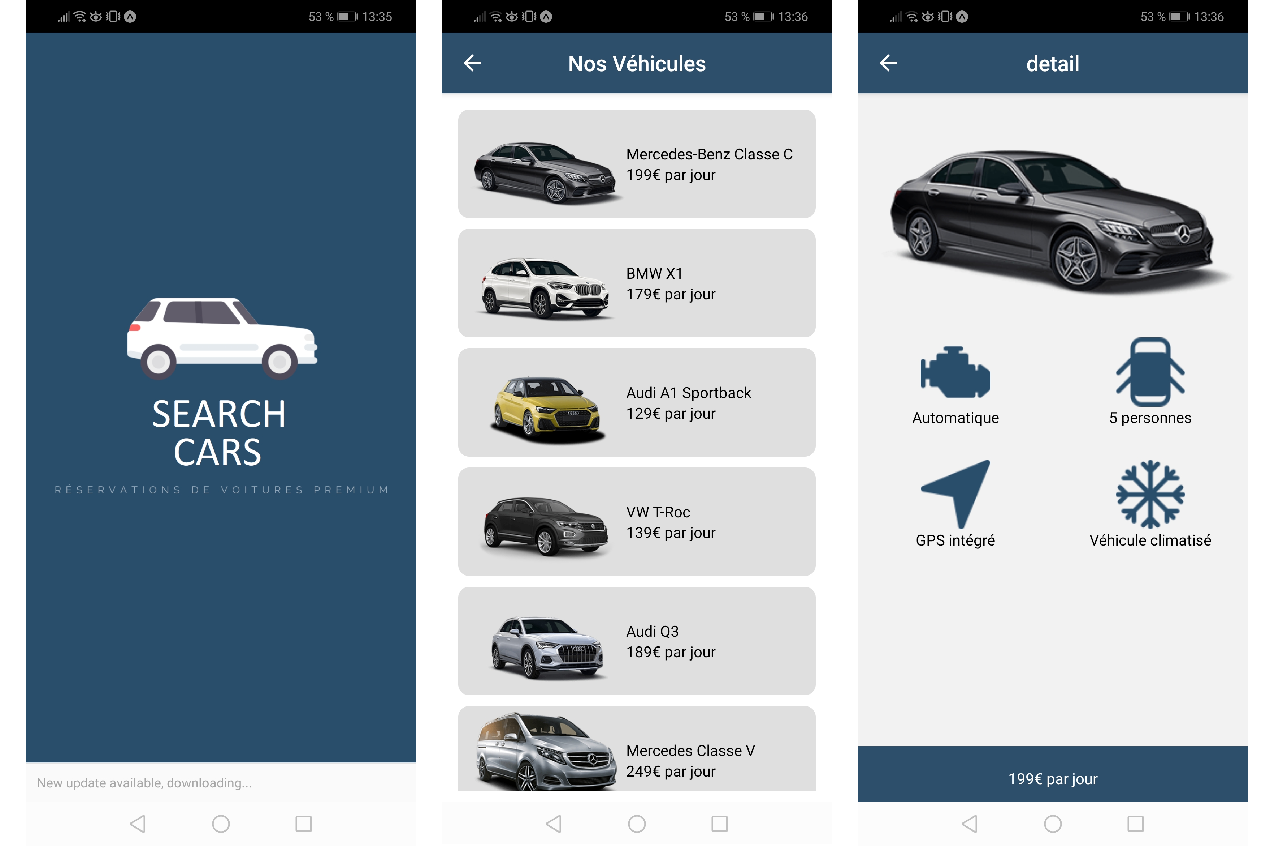 53 % 13:35
SEARCH
CARS
RÉSERVATIONS DE VOITURES PREMIUM
New update available, downloading...
53 % 13:36
Nos Véhicules
Mercedes-Benz Classe C
199€ par jour
BMW X1
179€ par jour
Audi A1 Sportback
129€ par jour
VW T-Roc
139€ par jour
Audi Q3
189€ par jour
Mercedes Classe V
249€ par jour
53 % 13:36
detail
Automatique
5 personnes
GPS intégré
Véhicule climatisé
199€ par jour